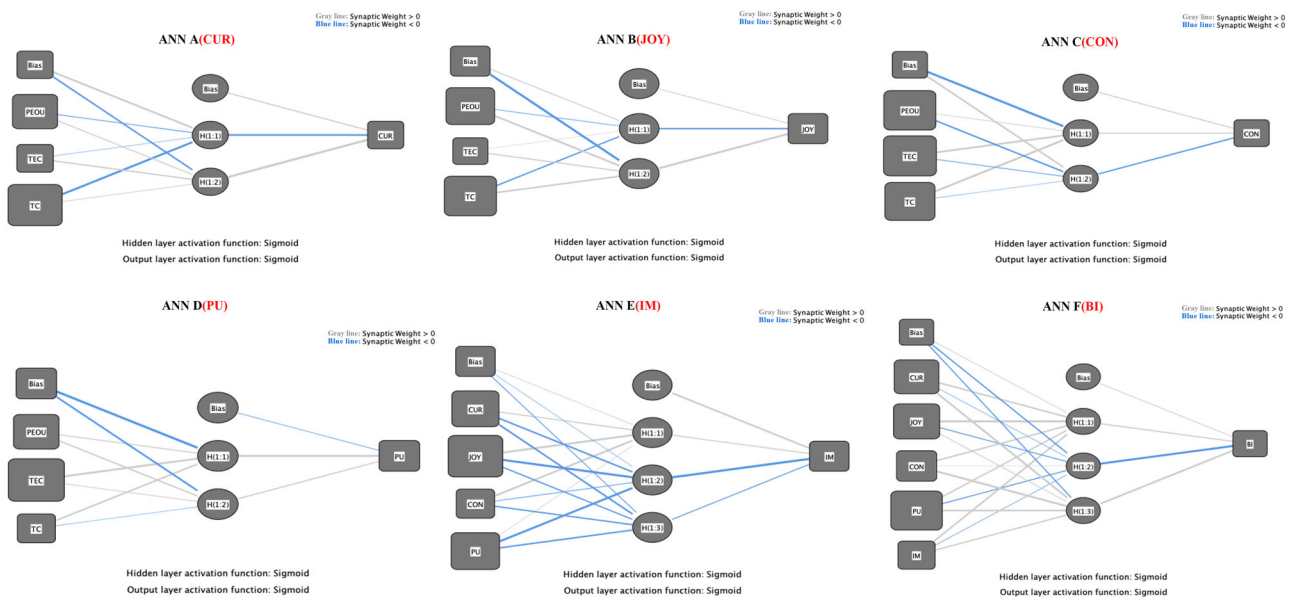 Gray line: Synaptic Weight > 0
Blue line: Synaptic Weight < 0
ANN A(CUR)
Bias
PEOU
TEC
TC
Bias
H(1:1)
H(1:2)
CUR
Hidden layer activation function: Sigmoid
Output layer activation function: Sigmoid
Gray line: Synaptic Weight > 0
Blue line: Synaptic Weight < 0
ANN B(JOY)
Bias
PEOU
TEC
TC
Bias
H(1:1)
H(1:2)
JOY
Hidden layer activation function: Sigmoid
Output layer activation function: Sigmoid
Gray line: Synaptic Weight > 0
Blue line: Synaptic Weight < 0
ANN C(CON)
Bias
PEOU
TEC
TC
Bias
H(1:1)
H(1:2)
CON
Hidden layer activation function: Sigmoid
Output layer activation function: Sigmoid
ANN D(PU)
Gray line: Synaptic Weight > 0
Blue line: Synaptic Weight < 0
Bias
PEOU
TEC
TC
Bias
H(1:1)
H(1:2)
PU
Hidden layer activation function: Sigmoid
Output layer activation function: Sigmoid
ANN E(IM)
Gray line: Synaptic Weight > 0
Blue line: Synaptic Weight < 0
Bias
CUR
JOY
CON
PU
Bias
H(1:1)
H(1:2)
H(1:3)
IM
Hidden layer activation function: Sigmoid
Output layer activation function: Sigmoid
ANN F(BI)
Gray line: Synaptic Weight > 0
Blue line: Synaptic Weight < 0
Bias
CUR
JOY
CON
PU
IM
Bias
H(1:1)
H(1:2)
H(1:3)
BI
Hidden layer activation function: Sigmoid
Output layer activation function: Sigmoid